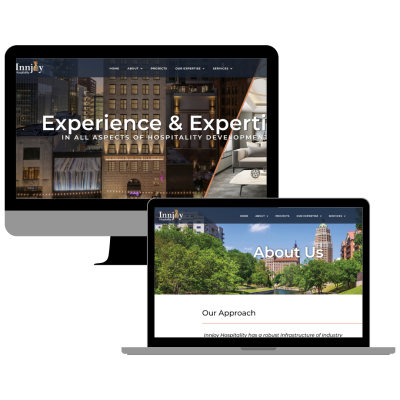 Innjoy
Hospitality
HOME ABOUT PROJECTS OUR EXPERTISE SERVICES
Experience & Experti
IN ALL ASPECTS OF HOSPITALITY DEVELOPMENT
Innjoy
HOME ABOUT PROJECTS OUR EXPERTISE SERVICES
About Us
Our Approach
Innjoy Hospitality has a robust infrastructure of industry